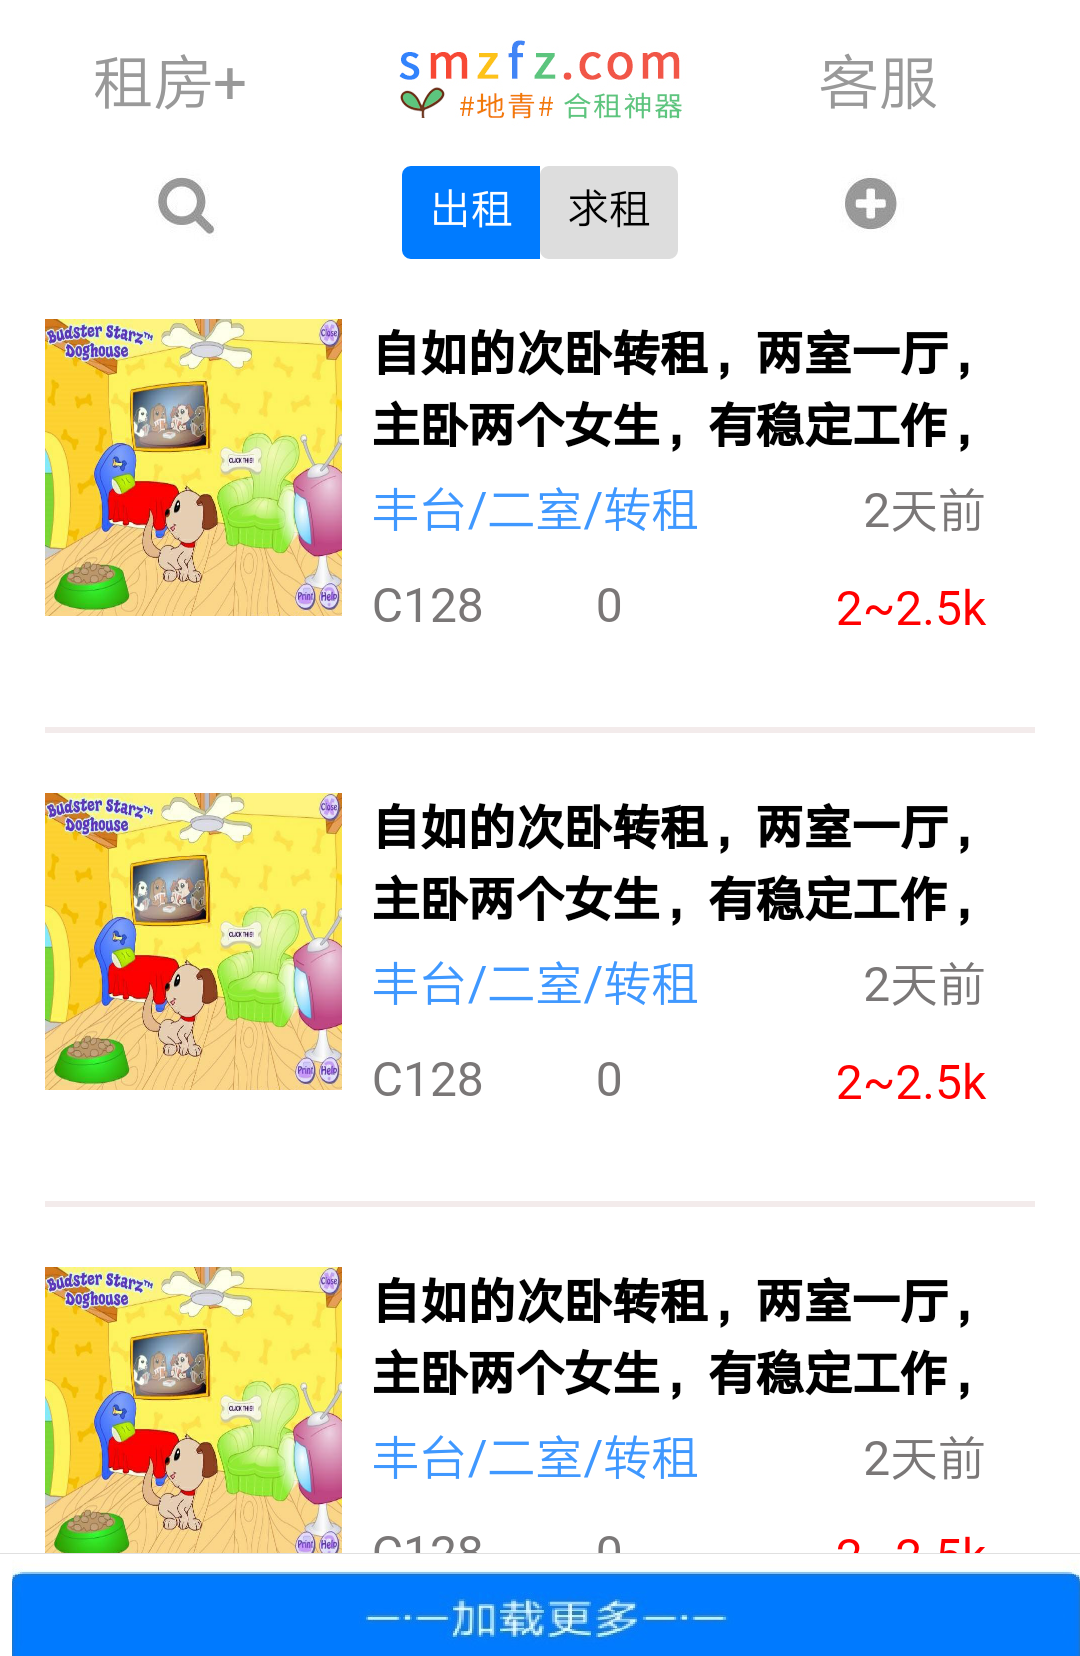 租房+
smzfz.com
#地青# 合租神器
客服
出租
求租
Budster Starz™
Doghouse
Close
CLICK THIS!
Print
Help
自如的次卧转租，两室一厅，
主卧两个女生，有稳定工作，
丰台/二室/转租
2天前
C128
0
2~2.5k
Budster Starz™
Doghouse
Close
CLICK THIS!
Print
Help
自如的次卧转租，两室一厅，
主卧两个女生，有稳定工作，
丰台/二室/转租
2天前
C128
0
2~2.5k
Budster Starz™
Doghouse
Close
CLICK THIS!
Print
Help
自如的次卧转租，两室一厅，
主卧两个女生，有稳定工作，
丰台/二室/转租
2天前
C128
0
2~2.5k
—·—加载更多—·—